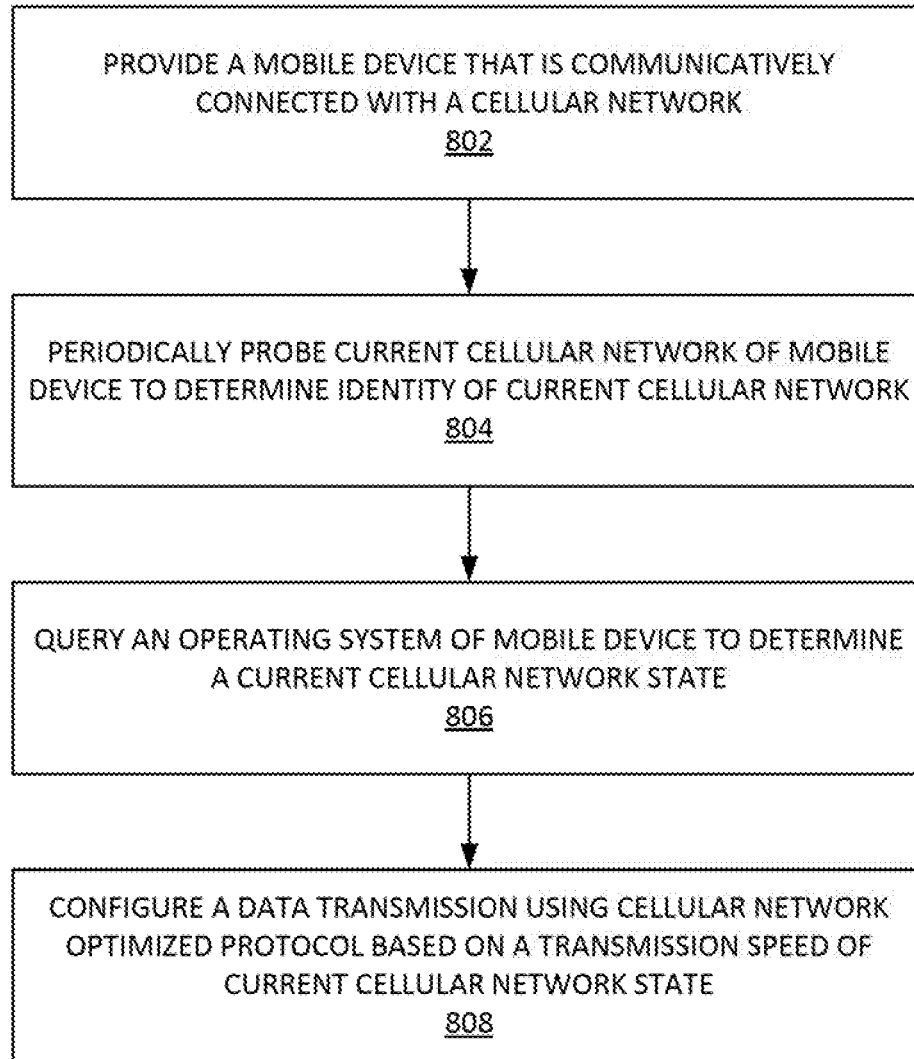 PROVIDE A MOBILE DEVICE THAT IS COMMUNICATIVELY
CONNECTED WITH A CELLULAR NETWORK
802
PERIODICALLY PROBE CURRENT CELLULAR NETWORK OF MOBILE
DEVICE TO DETERMINE IDENTITY OF CURRENT CELLULAR NETWORK
804
QUERY AN OPERATING SYSTEM OF MOBILE DEVICE TO DETERMINE
A CURRENT CELLULAR NETWORK STATE
806
CONFIGURE A DATA TRANSMISSION USING CELLULAR NETWORK
OPTIMIZED PROTOCOL BASED ON A TRANSMISSION SPEED OF
CURRENT CELLULAR NETWORK STATE
808